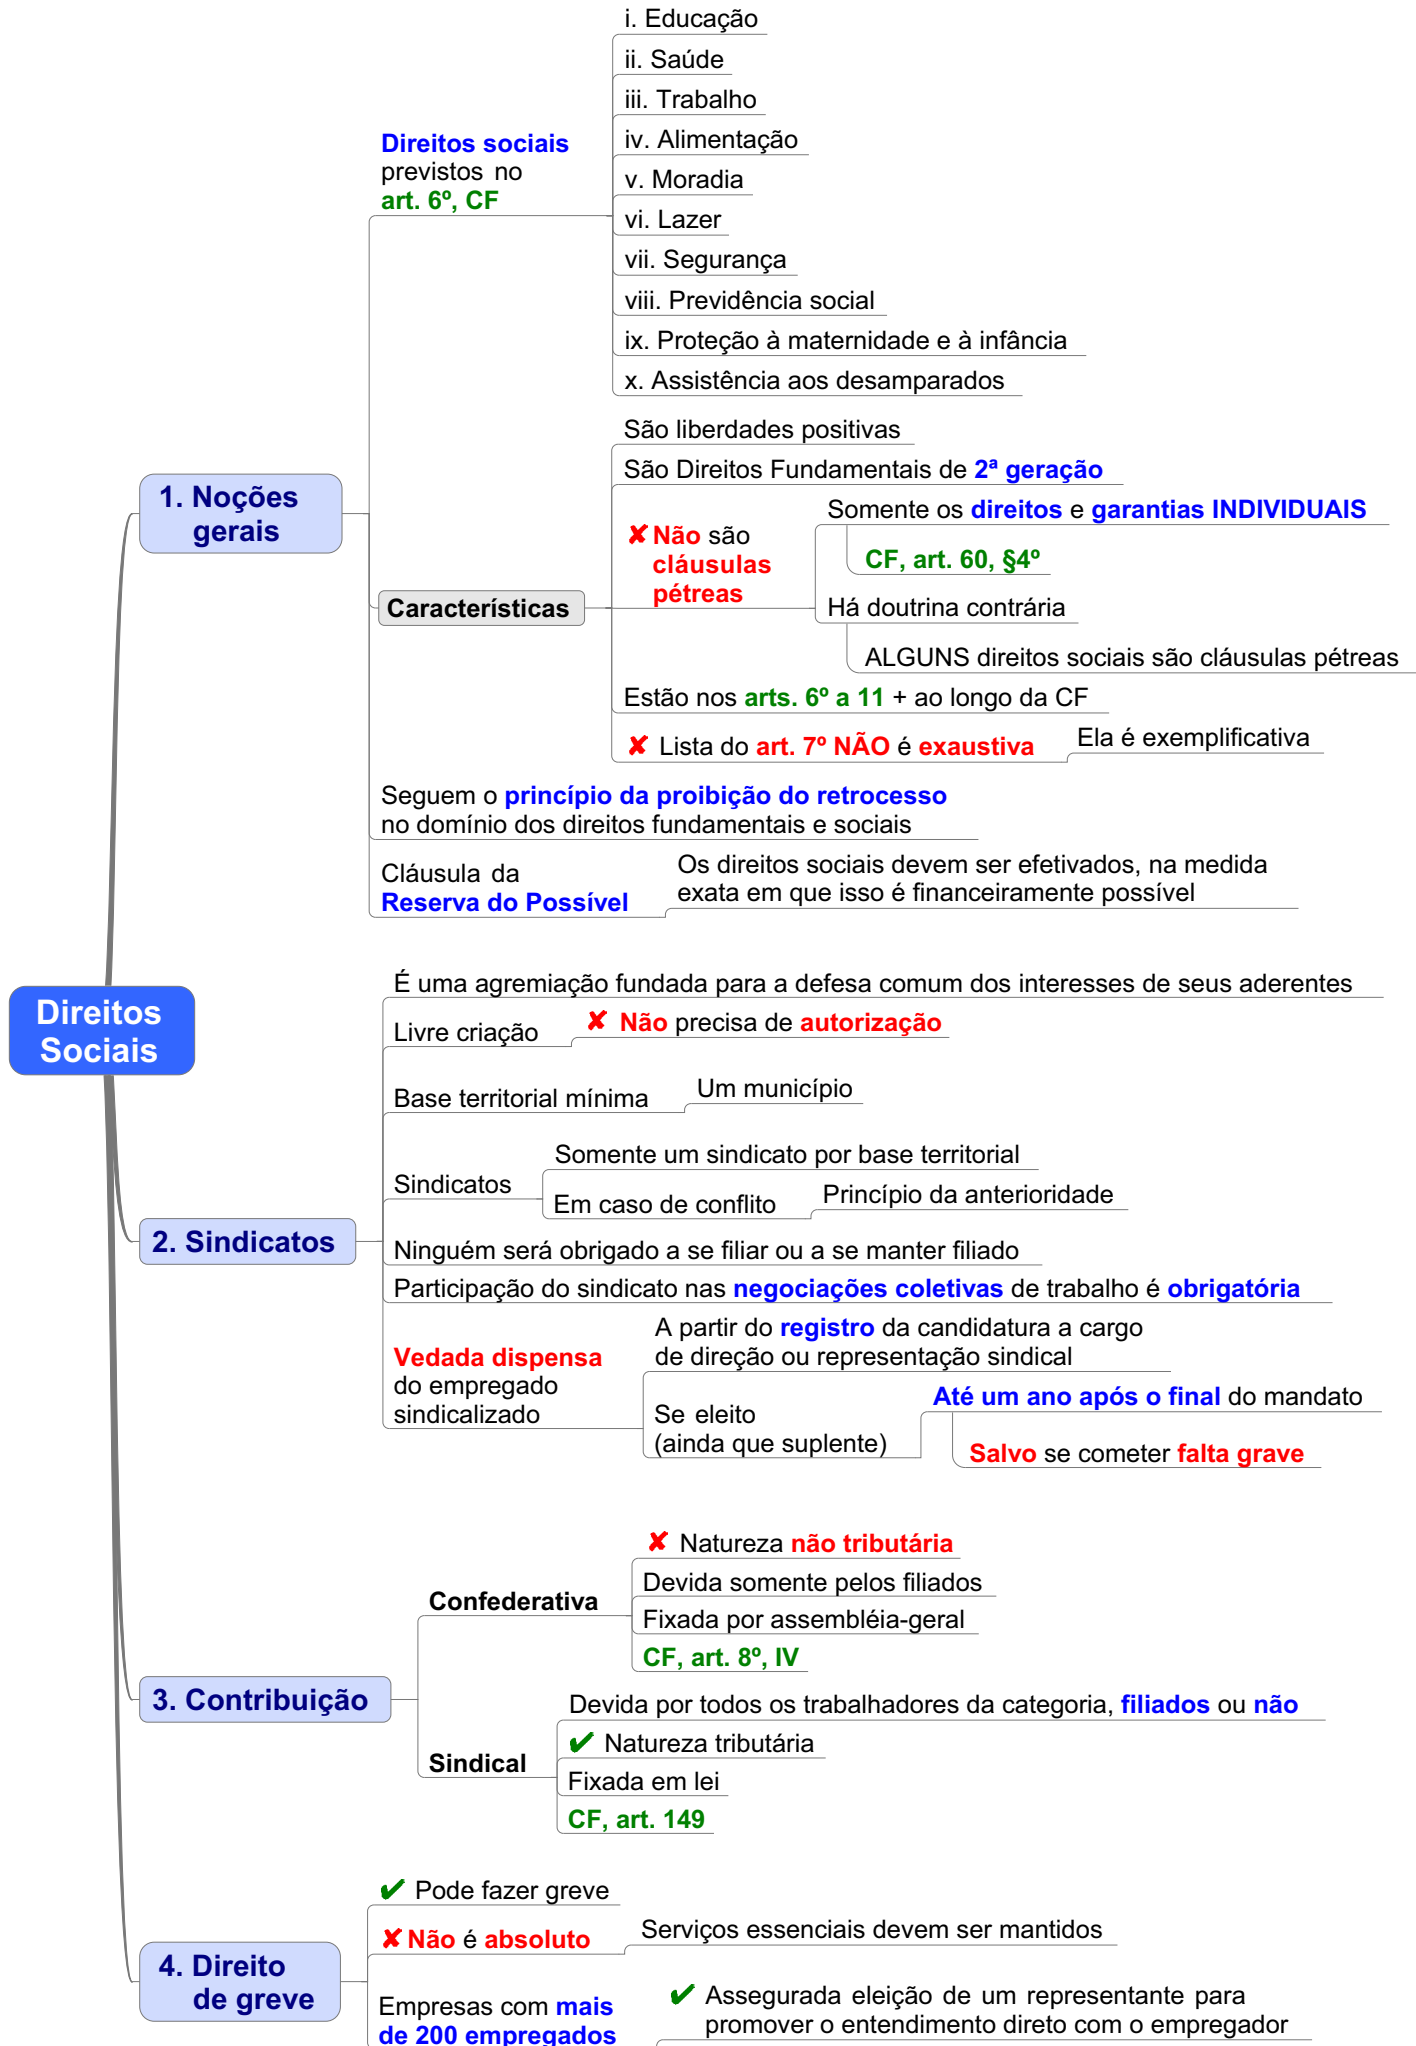 Direitos
Sociais
1. Noções
gerais
Direitos sociais
previstos no
art. 6º, CF
i. Educação
ii. Saúde
iii. Trabalho
iv. Alimentação
v. Moradia
vi. Lazer
vii. Segurança
viii. Previdência social
ix. Proteção à maternidade e à infância
x. Assistência aos desamparados
Características
São liberdades positivas
São Direitos Fundamentais de 2ª geração
✘ Não são
cláusulas
pétreas
Somente os direitos e garantias INDIVIDUAIS
CF, art. 60, §4º
Há doutrina contrária
ALGUNS direitos sociais são cláusulas pétreas
Estão nos arts. 6º a 11 + ao longo da CF
✘ Lista do art. 7º NÃO é exaustiva
Ela é exemplificativa
Seguem o princípio da proibição do retrocesso
no domínio dos direitos fundamentais e sociais
Cláusula da
Reserva do Possível
Os direitos sociais devem ser efetivados, na medida
exata em que isso é financeiramente possível
2. Sindicatos
É uma agremiação fundada para a defesa comum dos interesses de seus aderentes
Livre criação
✘ Não precisa de autorização
Base territorial mínima
Um município
Sindicatos
Somente um sindicato por base territorial
Em caso de conflito
Princípio da anterioridade
Ninguém será obrigado a se filiar ou a se manter filiado
Participação do sindicato nas negociações coletivas de trabalho é obrigatória
Vedada dispensa
do empregado
sindicalizado
A partir do registro da candidatura a cargo
de direção ou representação sindical
Se eleito
(ainda que suplente)
Até um ano após o final do mandato
Salvo se cometer falta grave
3. Contribuição
Confederativa
✘ Natureza não tributária
Devida somente pelos filiados
Fixada por assembléia-geral
CF, art. 8º, IV
Sindical
Devida por todos os trabalhadores da categoria, filiados ou não
✔ Natureza tributária
Fixada em lei
CF, art. 149
4. Direito
de greve
✔ Pode fazer greve
✘ Não é absoluto
Serviços essenciais devem ser mantidos
Empresas com mais
de 200 empregados
✔ Assegurada eleição de um representante para
promover o entendimento direto com o empregador